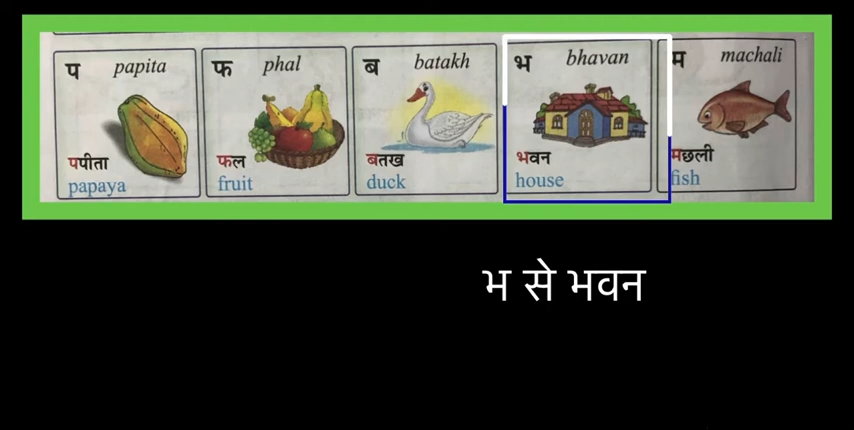 प papita
पपीता
papaya
फ phal
फल
fruit
ब batakh
बतख
duck
भ bhavan
भवन
house
म machali
मछली
fish
भ से भवन